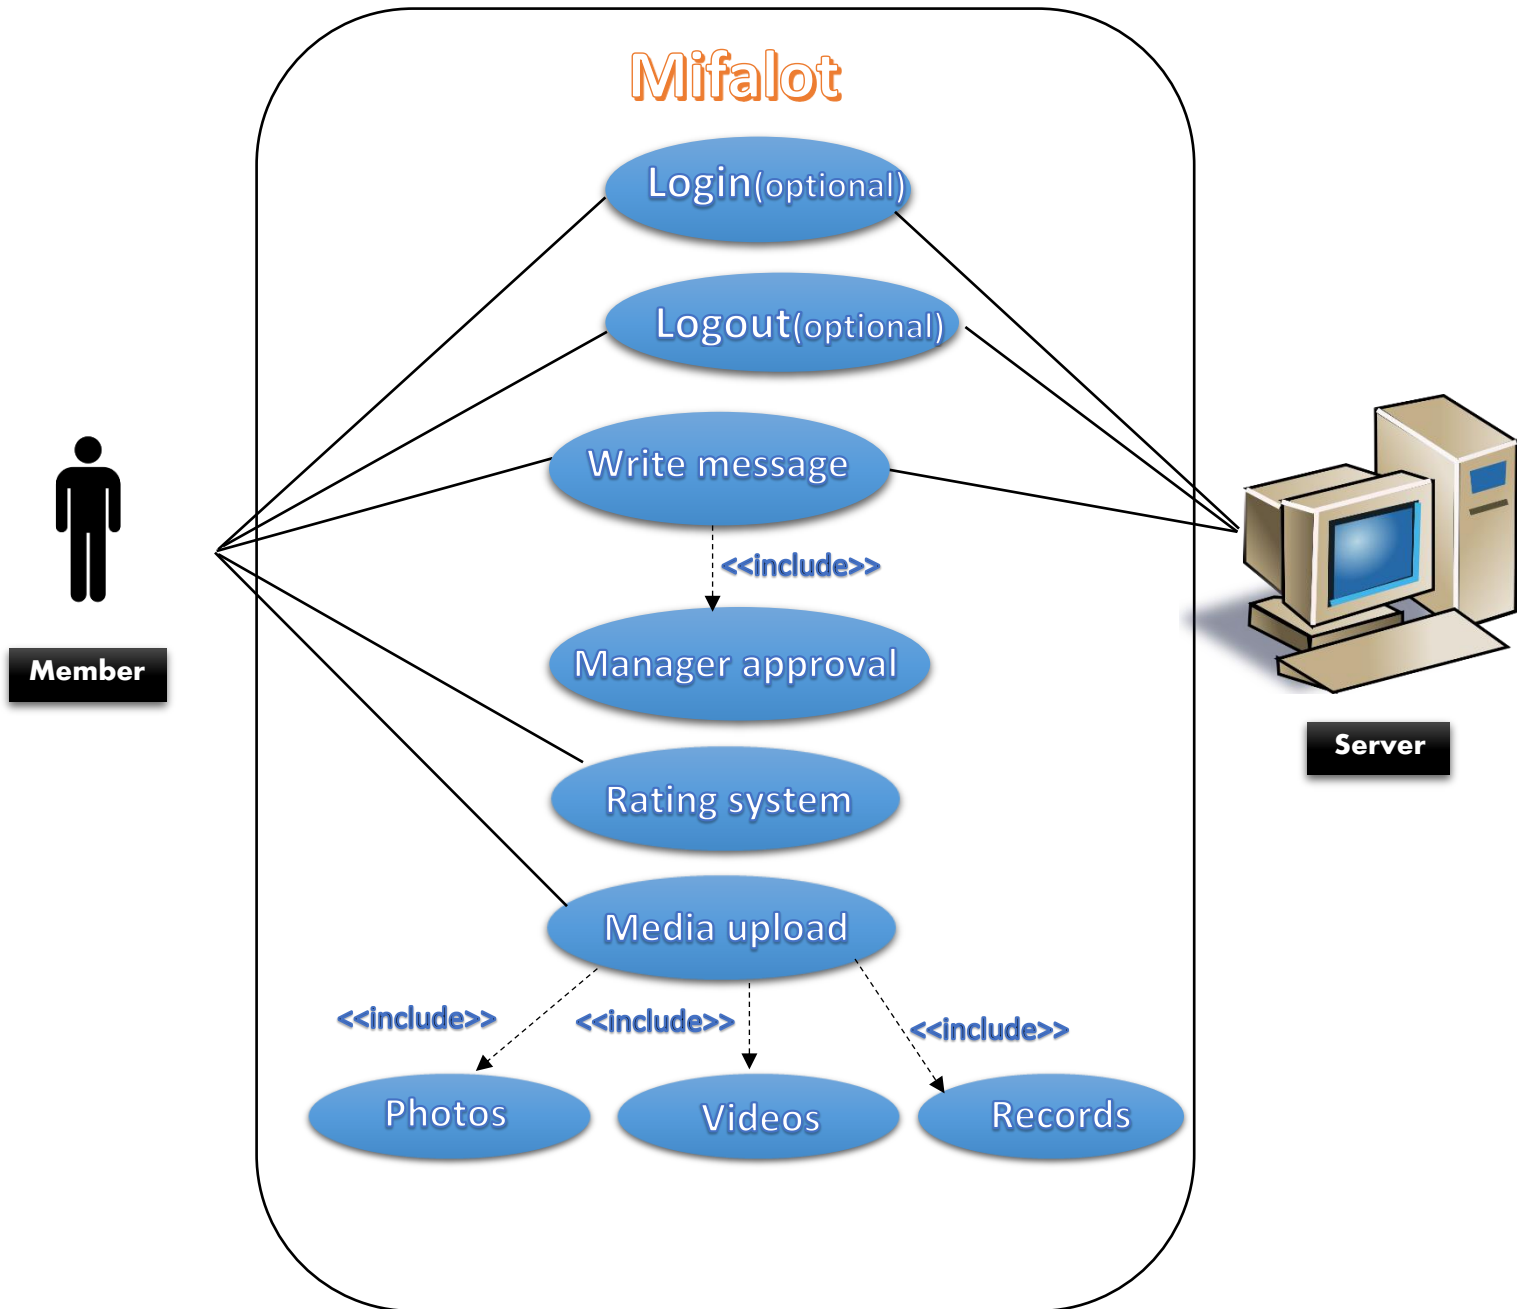 Mifalot
Login(optional)
Logout(optional)
Write message
<<include>>
Manager approval
Member
Server
Rating system
Media upload
<<include>>
<<include>>
<<include>>
Photos
Videos
Records